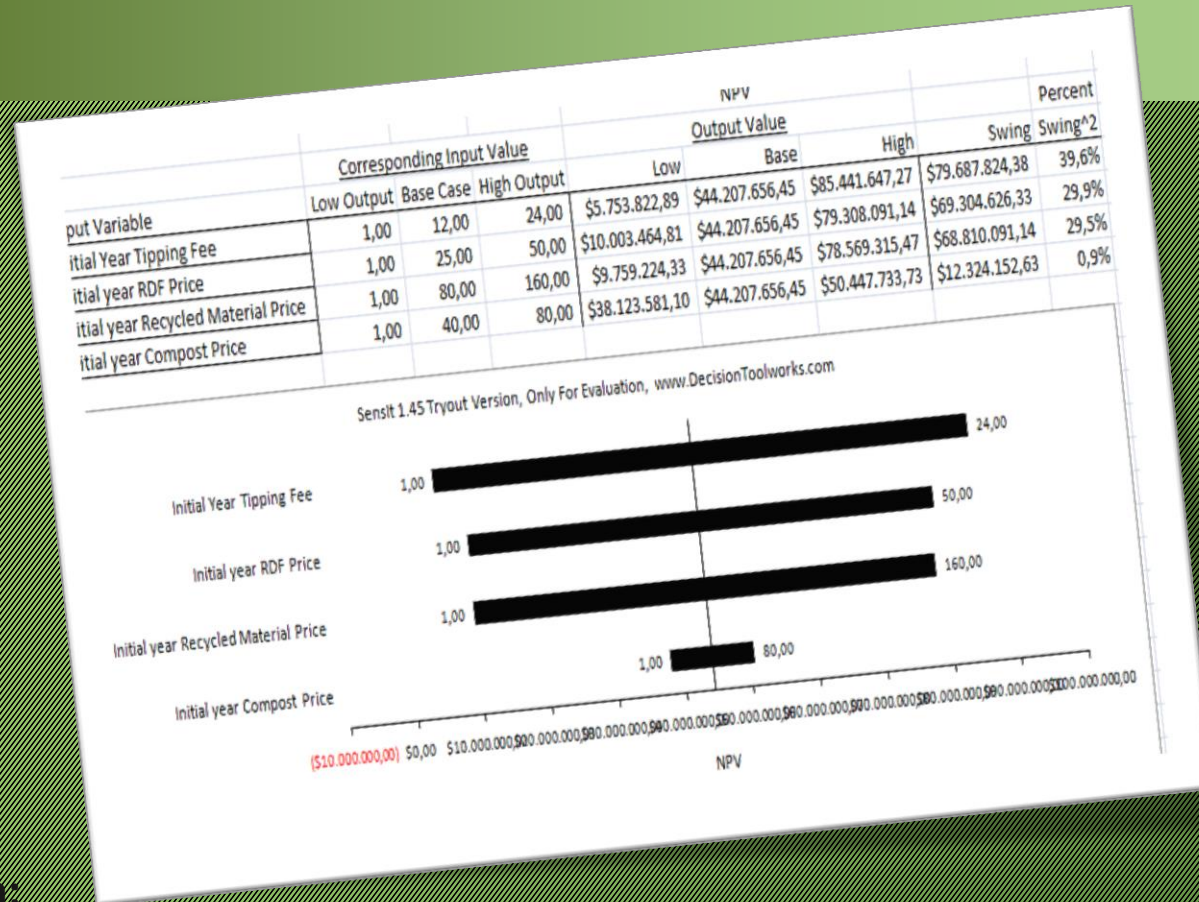 NPV
Percent
Corresponding Input Value Output Value
put Variable Low Output Base Case High Output Low Base High Swing Swing^2
itial Year Tipping Fee 1,00 12,00 24,00 $5.753.822,89 $44.207.656,45 $85.441.647,27 $79.687.824,38 39,6%
itial year RDF Price 1,00 25,00 50,00 $10.003.464,81 $44.207.656,45 $79.308.091,14 $69.304.626,33 29,9%
itial year Recycled Material Price 1,00 80,00 160,00 $9.759.224,33 $44.207.656,45 $78.569.315,47 $68.810.091,14 29,5%
itial year Compost Price 1,00 40,00 80,00 $38.123.581,10 $44.207.656,45 $50.447.733,73 $12.324.152,63 0,9%
SensIt 1.45 Tryout Version, Only For Evaluation, www.DecisionToolworks.com
Initial Year Tipping Fee 1,00 24,00
Initial year RDF Price 1,00 50,00
Initial year Recycled Material Price 1,00 160,00
Initial year Compost Price 1,00 80,00
($10.000.000,00) $0,00
NPV